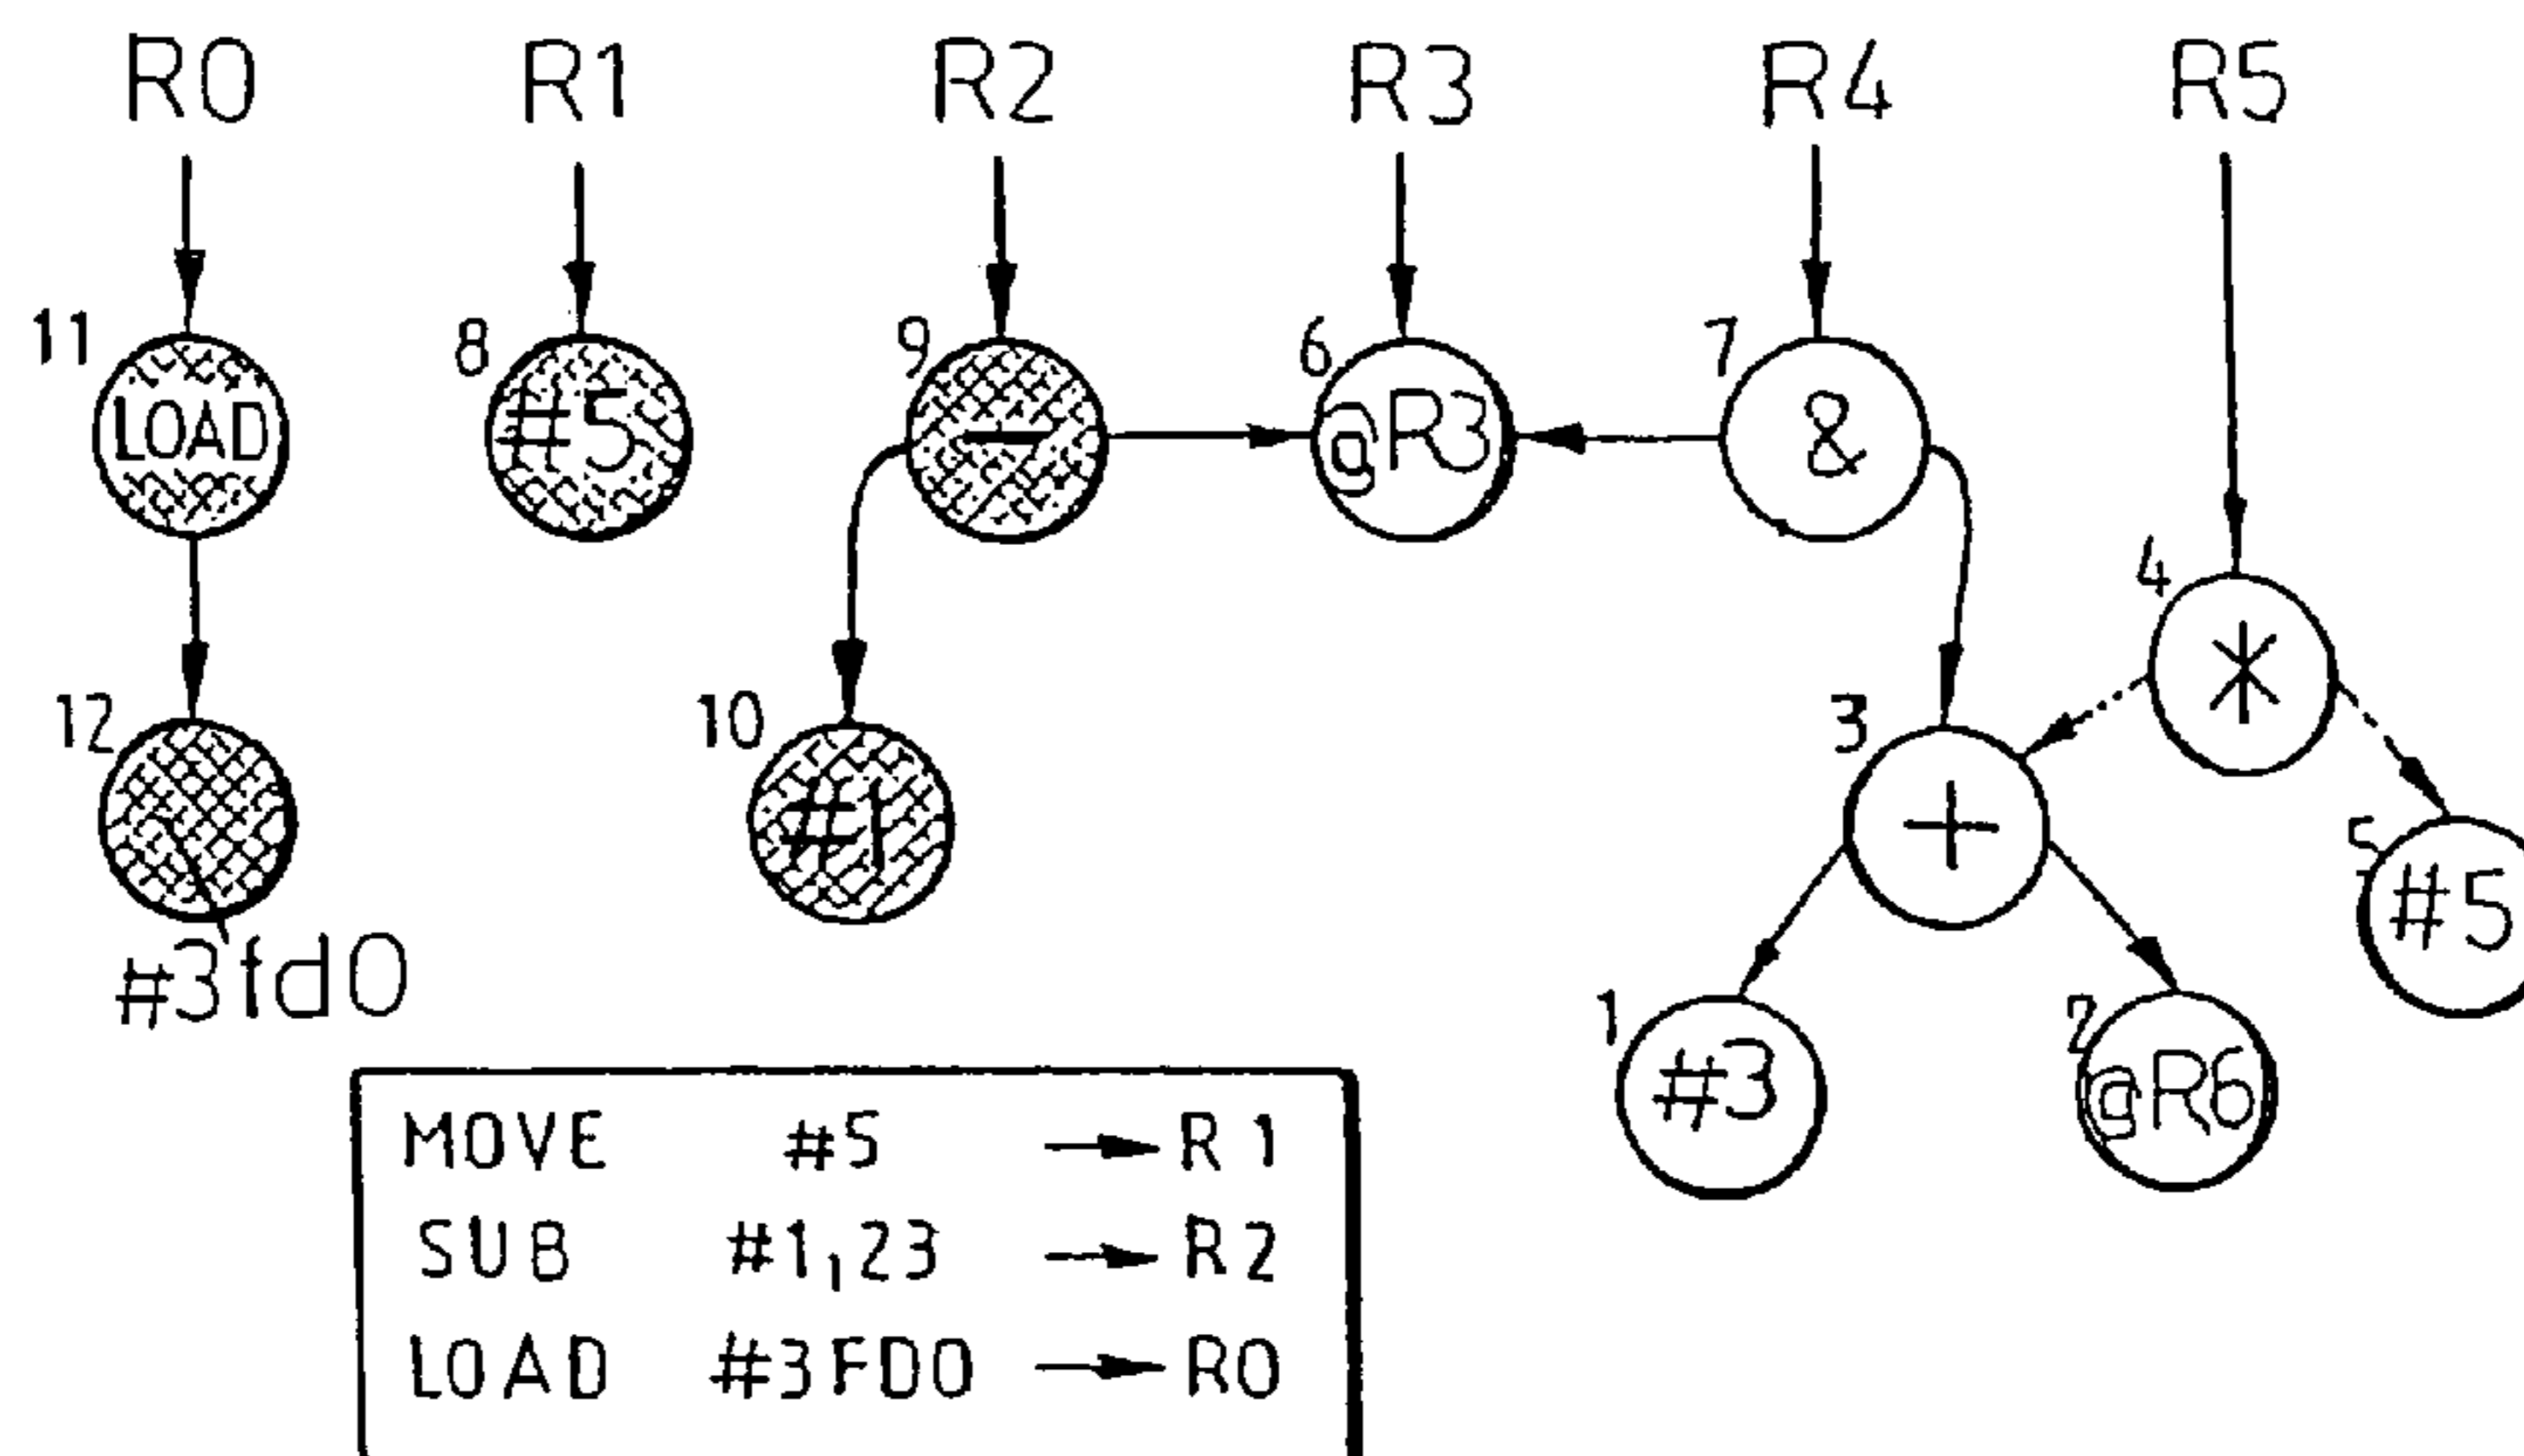 R0 R1 R2 R3 R4 R5
11 8 9 6 7
LOAD #5 - @R3 &
4
*
12 10 3
#1 + 5 #5
#3fd0
1 2
#3 @R6
MOVE #5 → R1
SUB #1,23 → R2
LOAD #3FD0 → R0